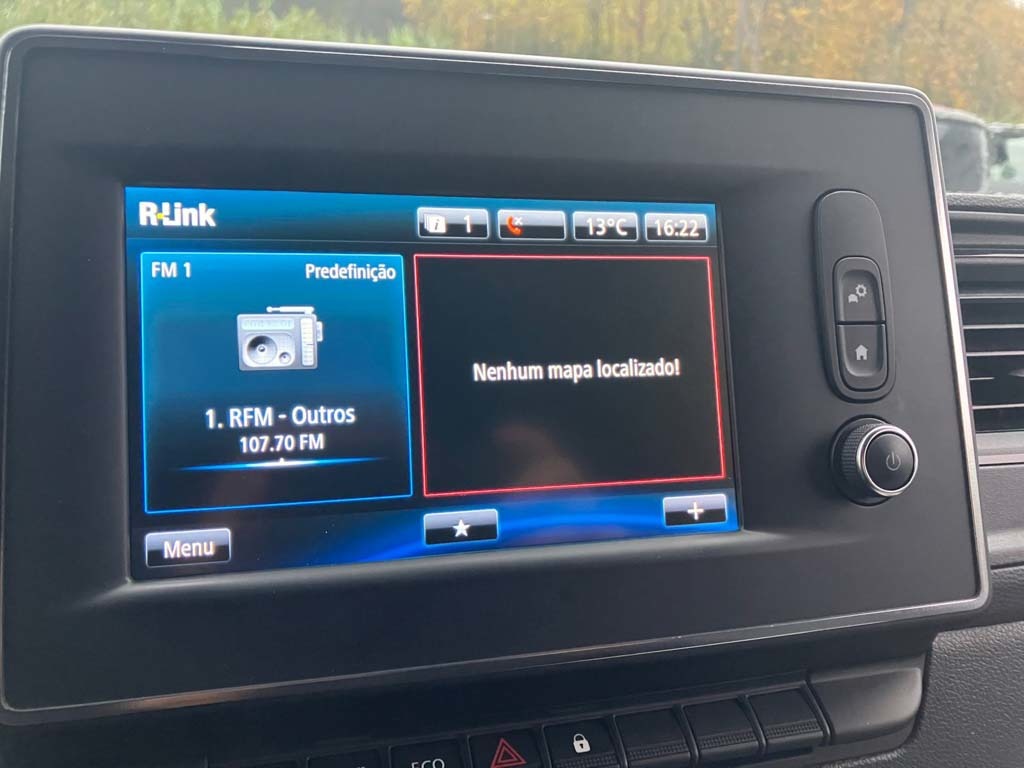 R-Link
1
13°C
16:22
FM 1
Predefinição
Nenhum mapa localizado!
1. RFM - Outros
107.70 FM
Menu
+
ECO